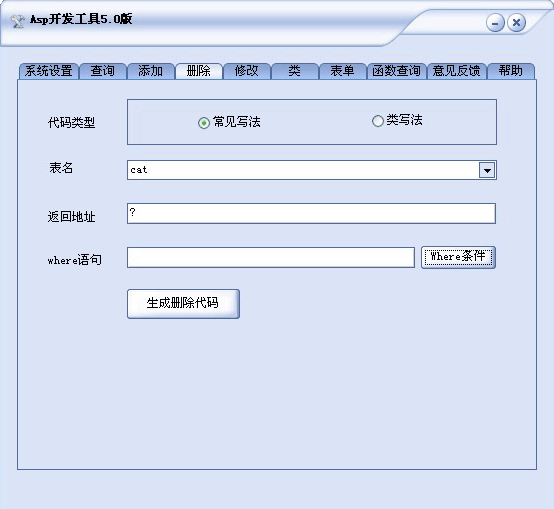 Asp开发工具5.0版
系统设置 查询 添加 删除 修改 类 表单 函数查询 意见反馈 帮助
代码类型 常见写法 类写法
表名 cat
返回地址 ?
where语句 Where条件
生成删除代码